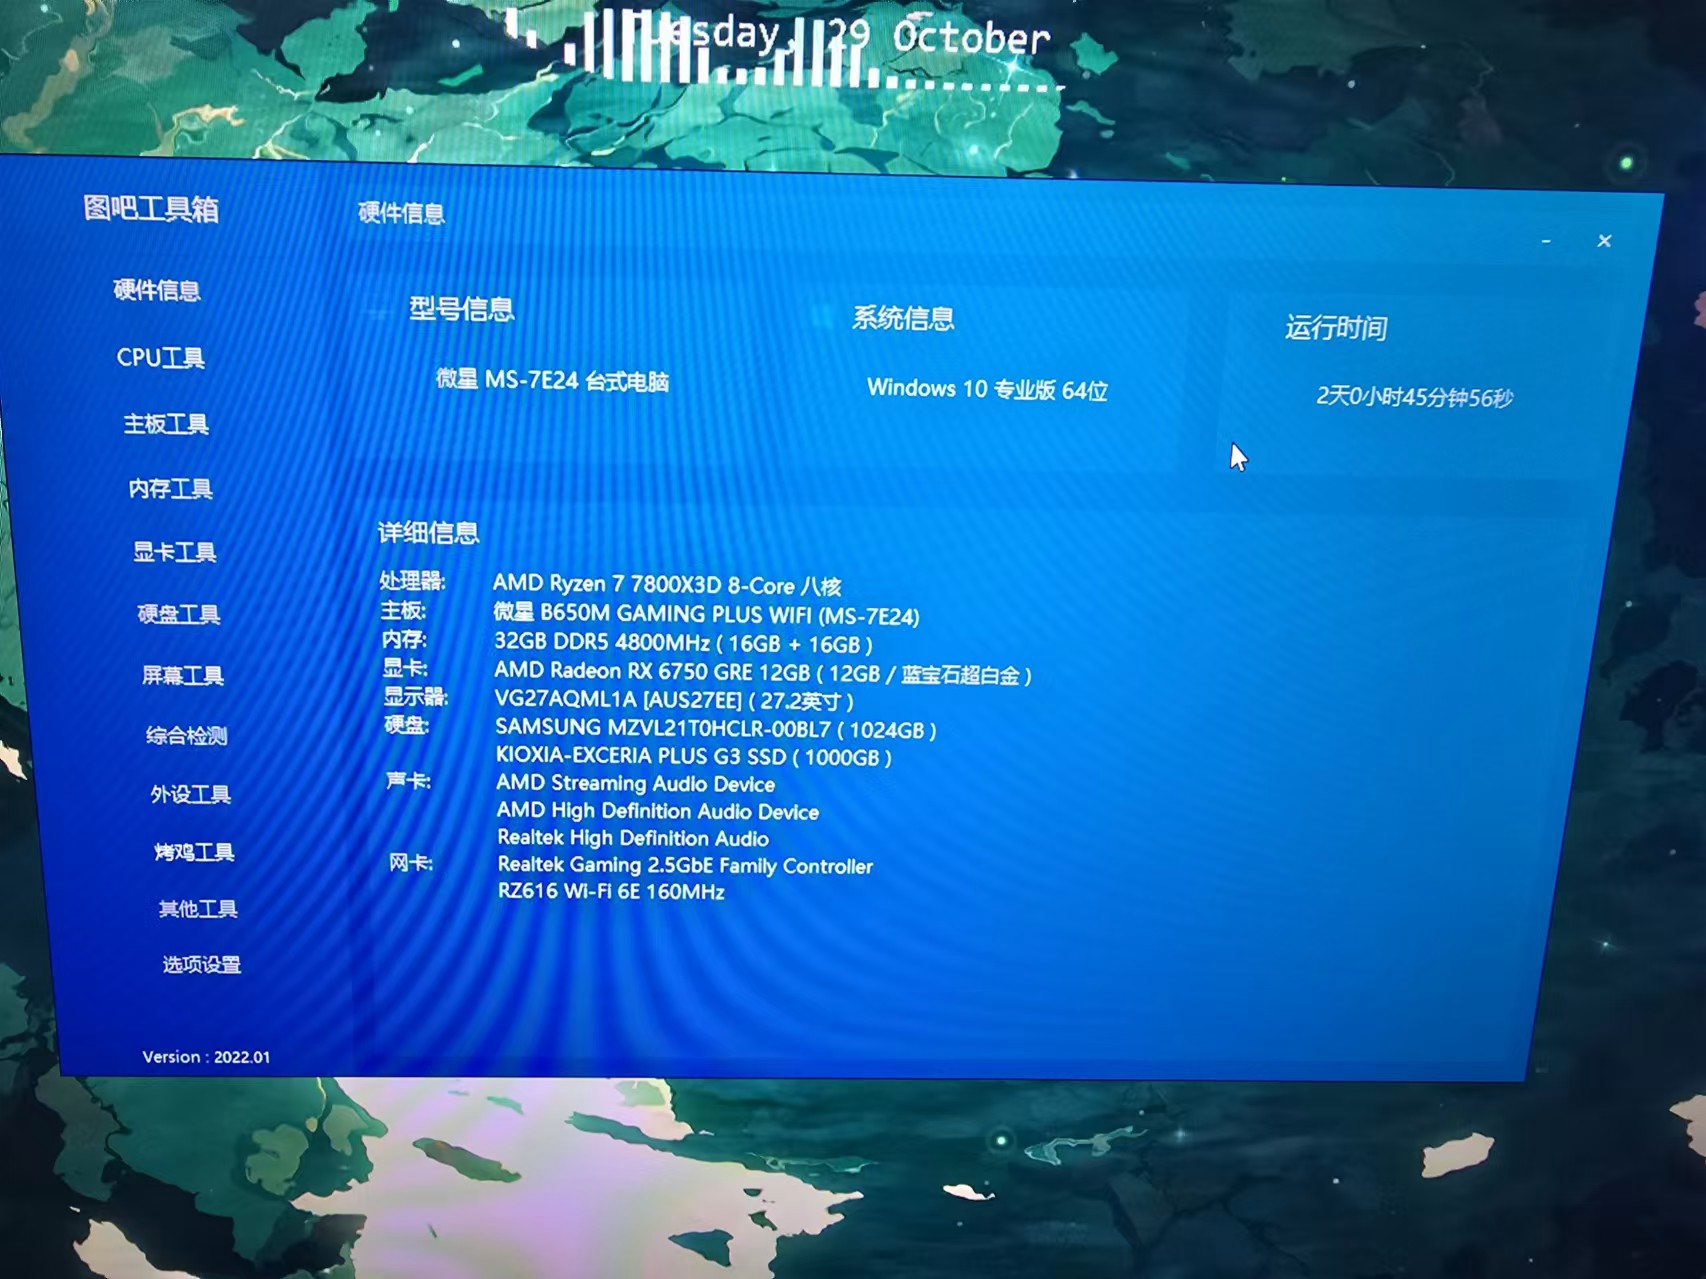 29 October
图吧工具箱
硬件信息
硬件信息
CPU工具
主板工具
内存工具
显卡工具
硬盘工具
屏幕工具
综合检测
外设工具
烤鸡工具
其他工具
选项设置
Version : 2022.01
型号信息
微星 MS-7E24 台式电脑
系统信息
Windows 10 专业版 64位
运行时间
2天0小时45分钟56秒
详细信息
处理器: AMD Ryzen 7 7800X3D 8-Core 八核
主板: 微星 B650M GAMING PLUS WIFI (MS-7E24)
内存: 32GB DDR5 4800MHz ( 16GB + 16GB )
显卡: AMD Radeon RX 6750 GRE 12GB ( 12GB / 蓝宝石超白金 )
显示器: VG27AQML1A [AUS27EE] ( 27.2英寸 )
硬盘: SAMSUNG MZVL21T0HCLR-00BL7 ( 1024GB )
KIOXIA-EXCERIA PLUS G3 SSD ( 1000GB )
声卡: AMD Streaming Audio Device
AMD High Definition Audio Device
Realtek High Definition Audio
网卡: Realtek Gaming 2.5GbE Family Controller
RZ616 Wi-Fi 6E 160MHz